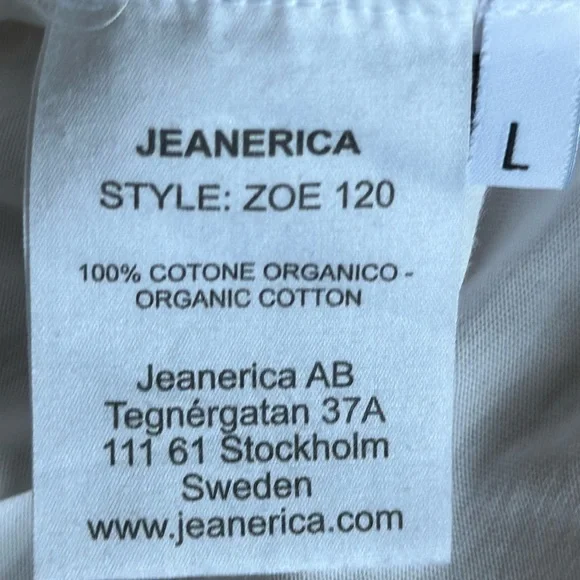 JEANERICA
STYLE: ZOE 120
100% COTONE ORGANICO -
ORGANIC COTTON
Jeanerica AB
Tegnérgatan 37A
111 61 Stockholm
Sweden
www.jeanerica.com
L